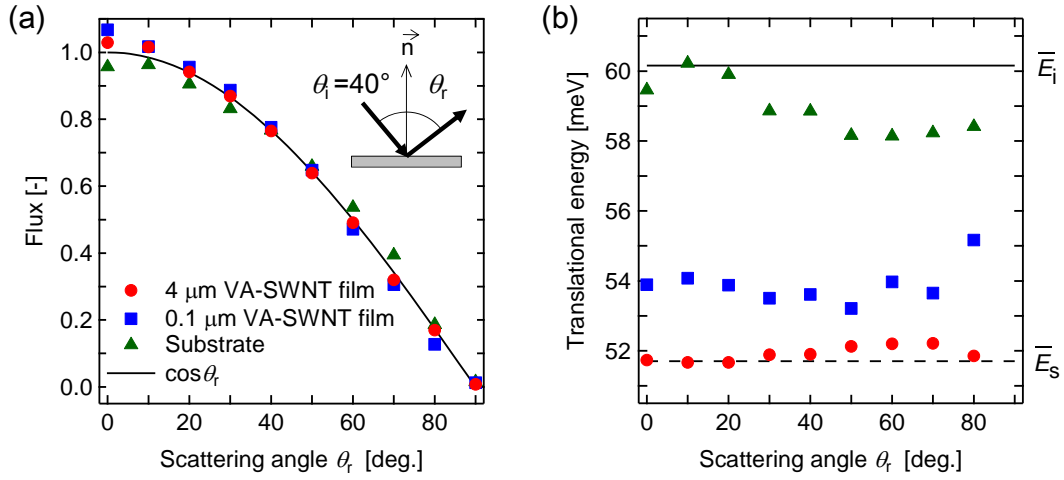 (a)
Flux [-]
1.0
0.8
0.6
0.4
0.2
0.0
n
θi=40°
θr
4 μm VA-SWNT film
0.1 μm VA-SWNT film
Substrate
cosθr
0 20 40 60 80
Scattering angle θr [deg.]
(b)
Translational energy [meV]
60
58
56
54
52
Ei
Es
0 20 40 60 80
Scattering angle θr [deg.]